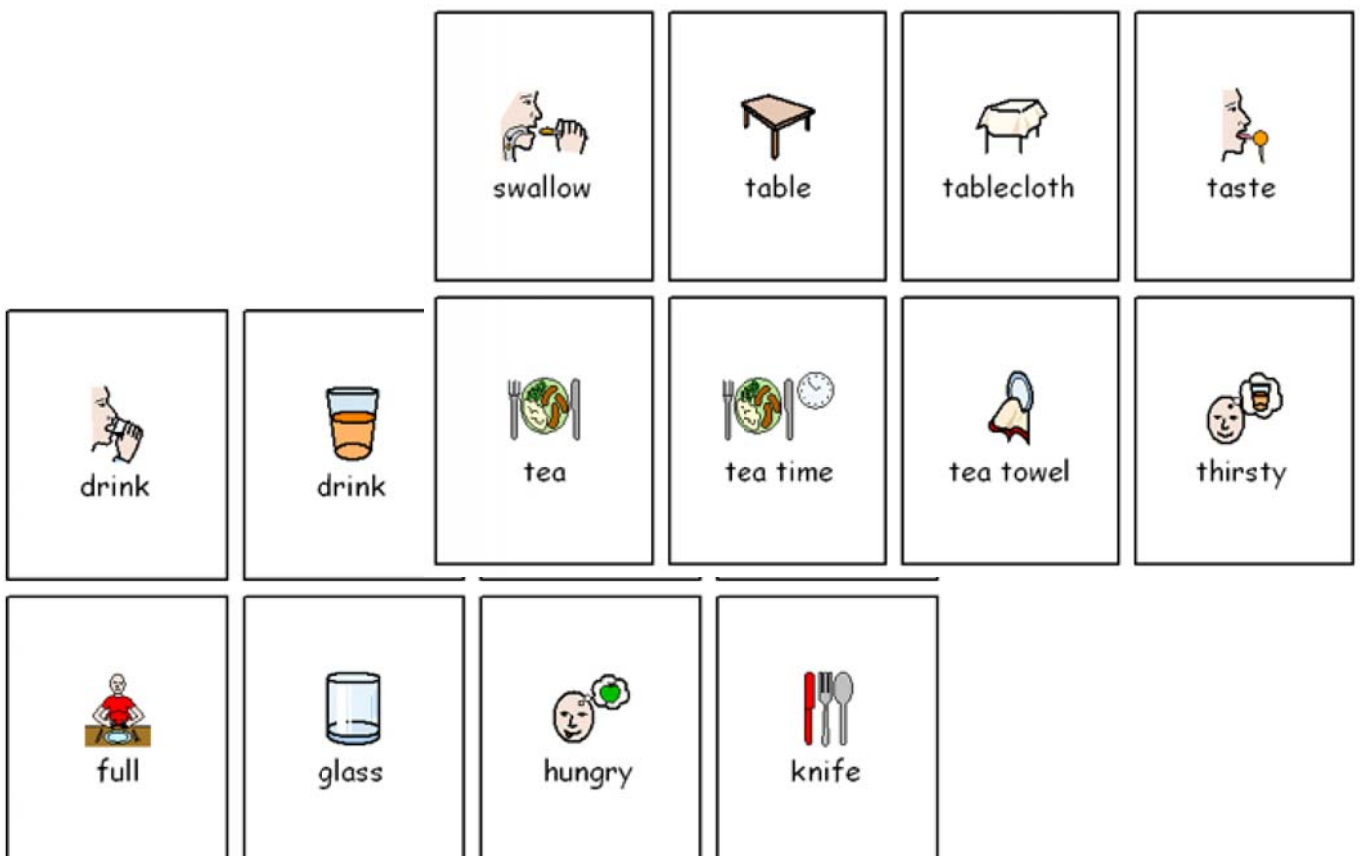 swallow table tablecloth taste
tea tea time tea towel thirsty
drink drink
full glass hungry knife